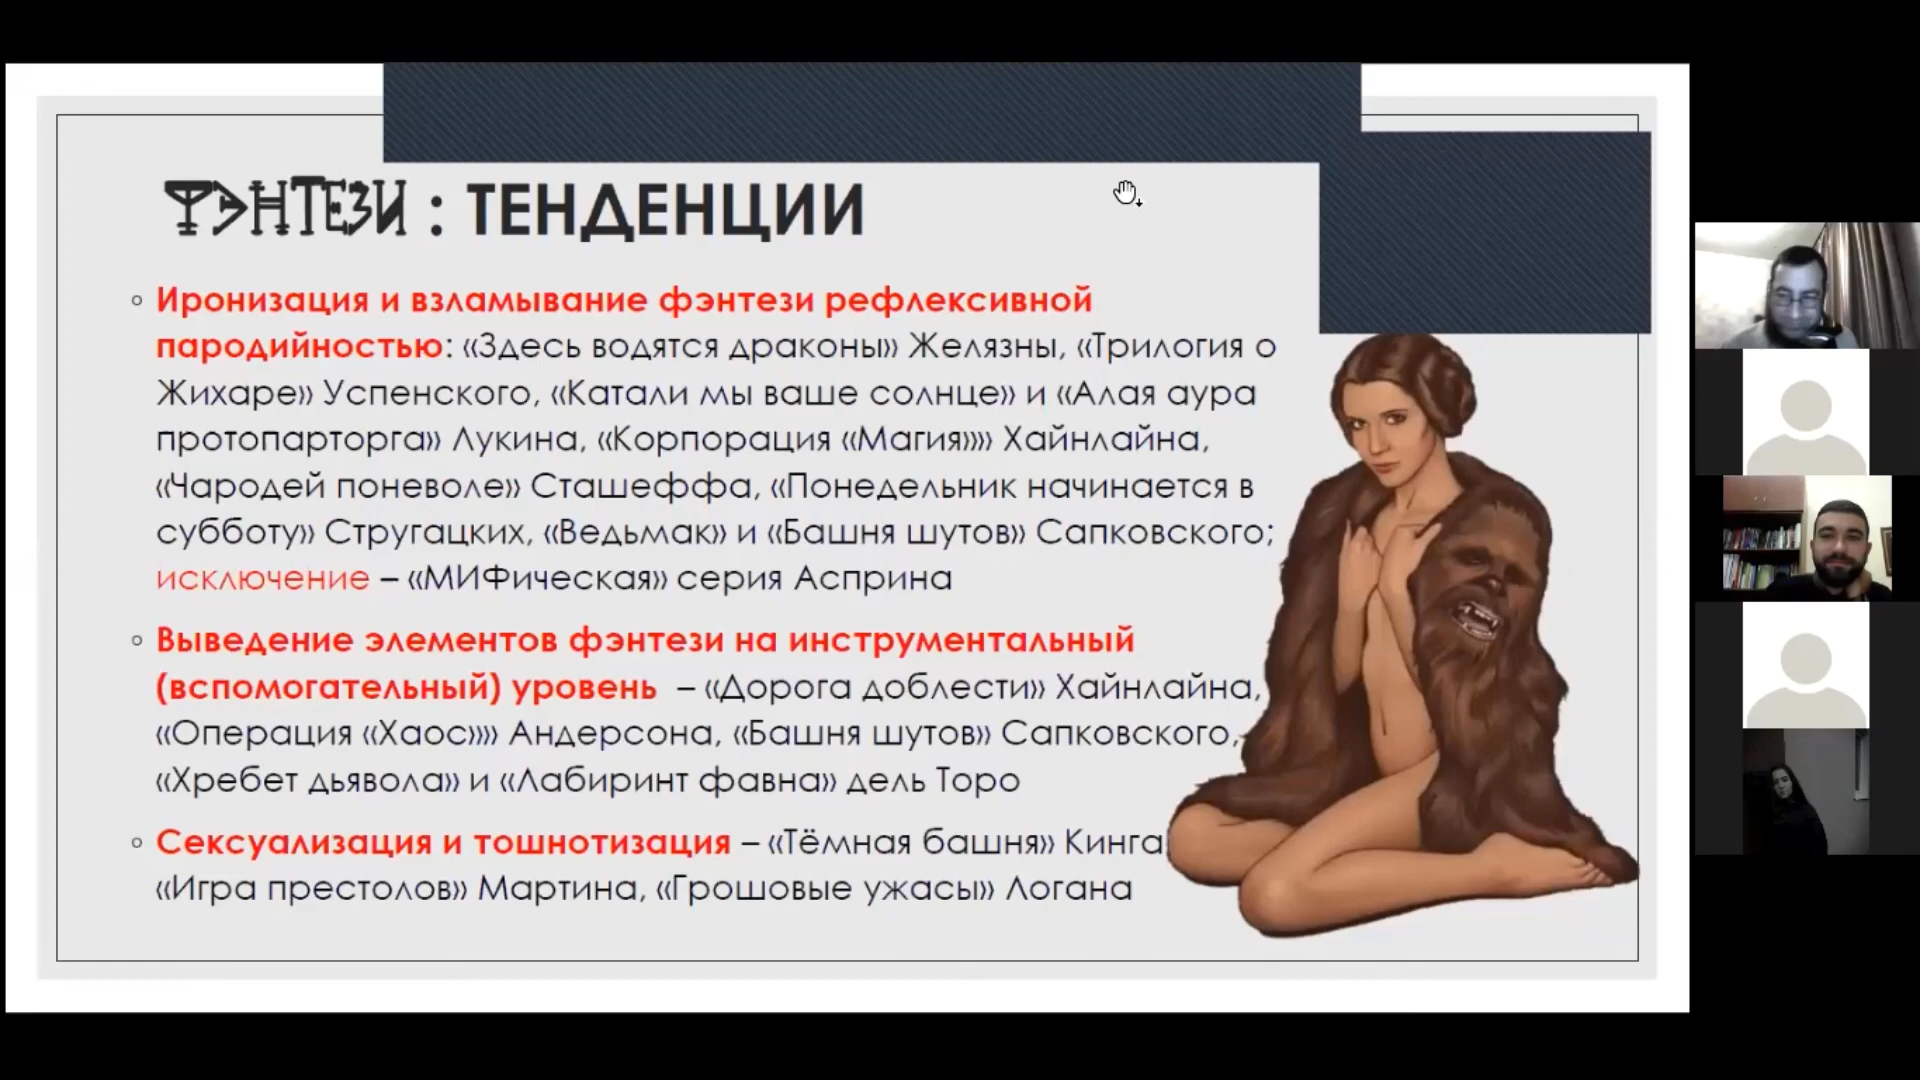 ФЭНТЕЗИ : ТЕНДЕНЦИИ
Иронизация и взламывание фэнтези рефлексивной
пародийностью: «Здесь водятся драконы» Желязны, «Трилогия о
Жихаре» Успенского, «Катали мы ваше солнце» и «Алая аура
протопарторга» Лукина, «Корпорация «Магия»» Хайнлайна,
«Чародей поневоле» Сташеффа, «Понедельник начинается в
субботу» Стругацких, «Ведьмак» и «Башня шутов» Сапковского;
исключение – «МИФическая» серия Асприна
Выведение элементов фэнтези на инструментальный
(вспомогательный) уровень – «Дорога доблести» Хайнлайна,
«Операция «Хаос»» Андерсона, «Башня шутов» Сапковского,
«Хребет дьявола» и «Лабиринт фавна» дель Торо
Сексуализация и тошнотизация – «Тёмная башня» Кинга
«Игра престолов» Мартина, «Грошовые ужасы» Логана